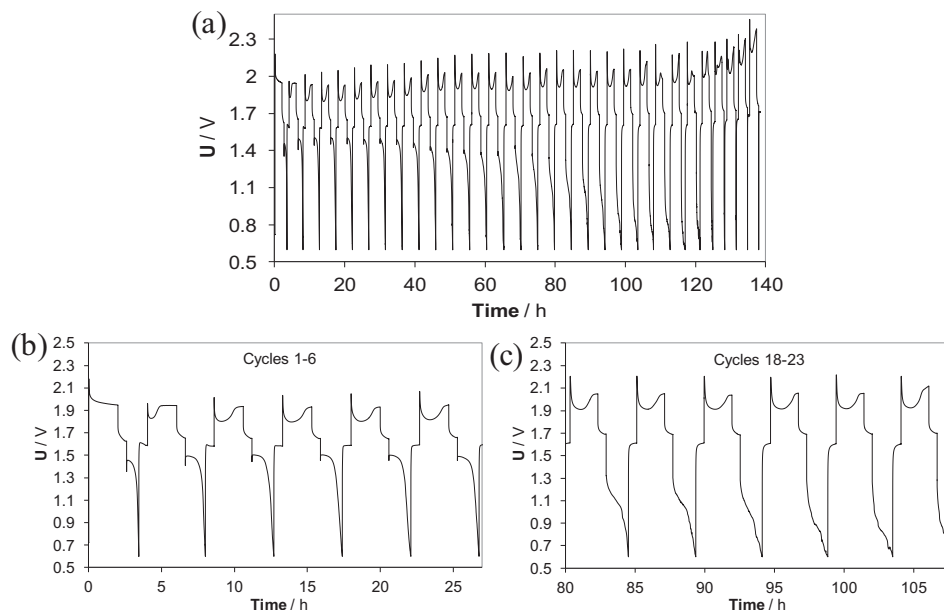 (a)
2.3
2
1.7
1.4
1.1
0.8
0.5
U / V
0 20 40 60 80 100 120 140
Time / h
(b)
Cycles 1-6
2.5
2.3
2.1
1.9
1.7
1.5
1.3
1.1
0.9
0.7
0.5
U / V
0 5 10 15 20 25
Time / h
(c)
Cycles 18-23
2.5
2.3
2.1
1.9
1.7
1.5
1.3
1.1
0.9
0.7
0.5
U / V
80 85 90 95 100 105
Time / h